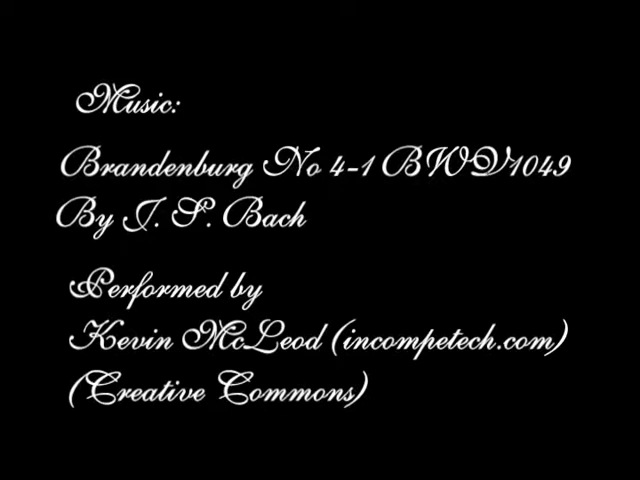 Music:
Brandenburg No 4-1 BWV1049
By J. S. Bach
Performed by
Kevin McLeod (incompetech.com)
(Creative Commons)